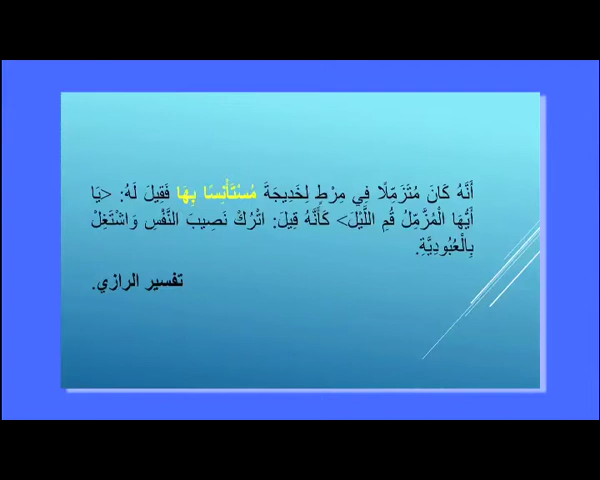 أَنَّهُ كَانَ مُتَزَمِّلًا فِي مِرْطٍ لِخَدِيجَةَ مُسْتَأْنِسًا بِهَا فَقِيلَ لَهُ: <يَا
أَيُّهَا الْمُزَّمِّلُ قُمِ اللَّيْلَ> كَأَنَّهُ قِيلَ: اتْرُكْ نَصِيبَ النَّفْسِ وَاشْتَغِلْ
بِالْعُبُودِيَّةِ.
تفسير الرازي.